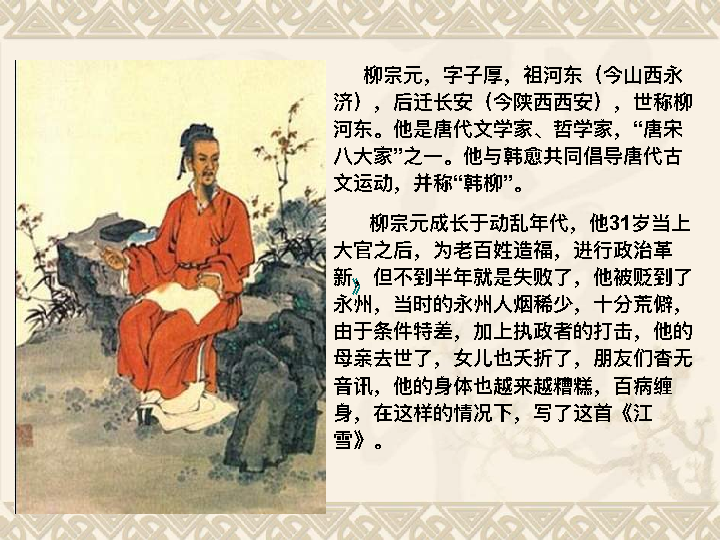 柳宗元，字子厚，祖河东（今山西永
济），后迁长安（今陕西西安），世称柳
河东。他是唐代文学家、哲学家，“唐宋
八大家”之一。他与韩愈共同倡导唐代古
文运动，并称“韩柳”。
柳宗元成长于动乱年代，他31岁当上
大官之后，为老百姓造福，进行政治革
新，但不到半年就是失败了，他被贬到了
》
永州，当时的永州人烟稀少，十分荒僻，
由于条件特差，加上执政者的打击，他的
母亲去世了，女儿也夭折了，朋友们杳无
音讯，他的身体也越来越糟糕，百病缠
身，在这样的情况下，写了这首《江
雪》。